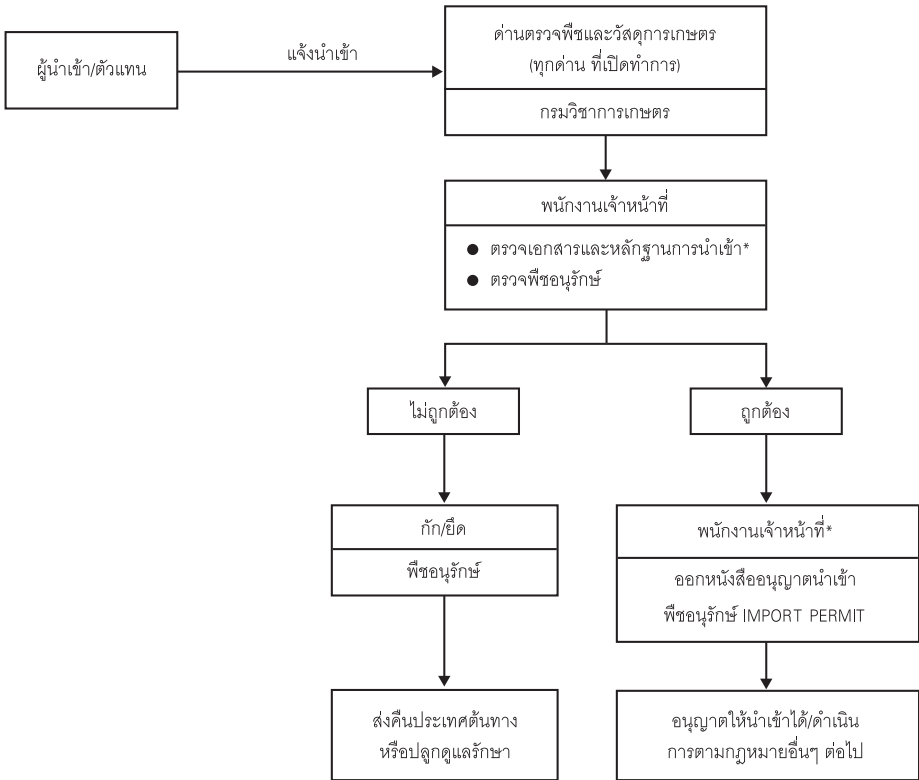 ผู้นำเข้า/ตัวแทน
แจ้งนำเข้า
ด่านตรวจพืชและวัสดุการเกษตร
(ทุกด่าน ที่เปิดทำการ)
กรมวิชาการเกษตร
พนักงานเจ้าหน้าที่
● ตรวจเอกสารและหลักฐานการนำเข้า*
● ตรวจพืชอนุรักษ์
ไม่ถูกต้อง
ถูกต้อง
กัก/ยึด
พืชอนุรักษ์
พนักงานเจ้าหน้าที่*
ออกหนังสืออนุญาตนำเข้า
พืชอนุรักษ์ IMPORT PERMIT
ส่งคืนประเทศต้นทาง
หรือปลูกดูแลรักษา
อนุญาตให้นำเข้าได้/ดำเนิน
การตามกฎหมายอื่นๆ ต่อไป